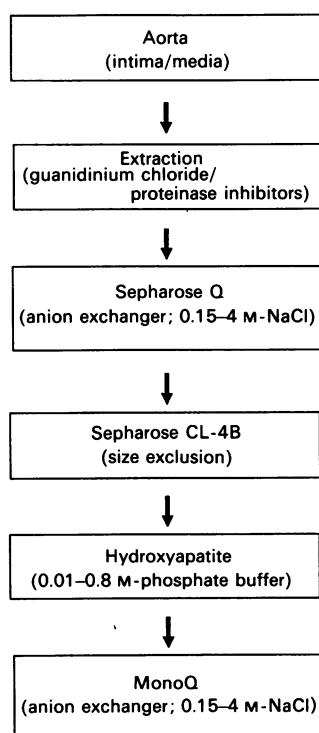 Aorta
(intima/media)
Extraction
(guanidinium chloride/
proteinase inhibitors)
Sepharose Q
(anion exchanger; 0.15–4 M-NaCl)
Sepharose CL-4B
(size exclusion)
Hydroxyapatite
(0.01–0.8 M-phosphate buffer)
MonoQ
(anion exchanger; 0.15–4 M-NaCl)